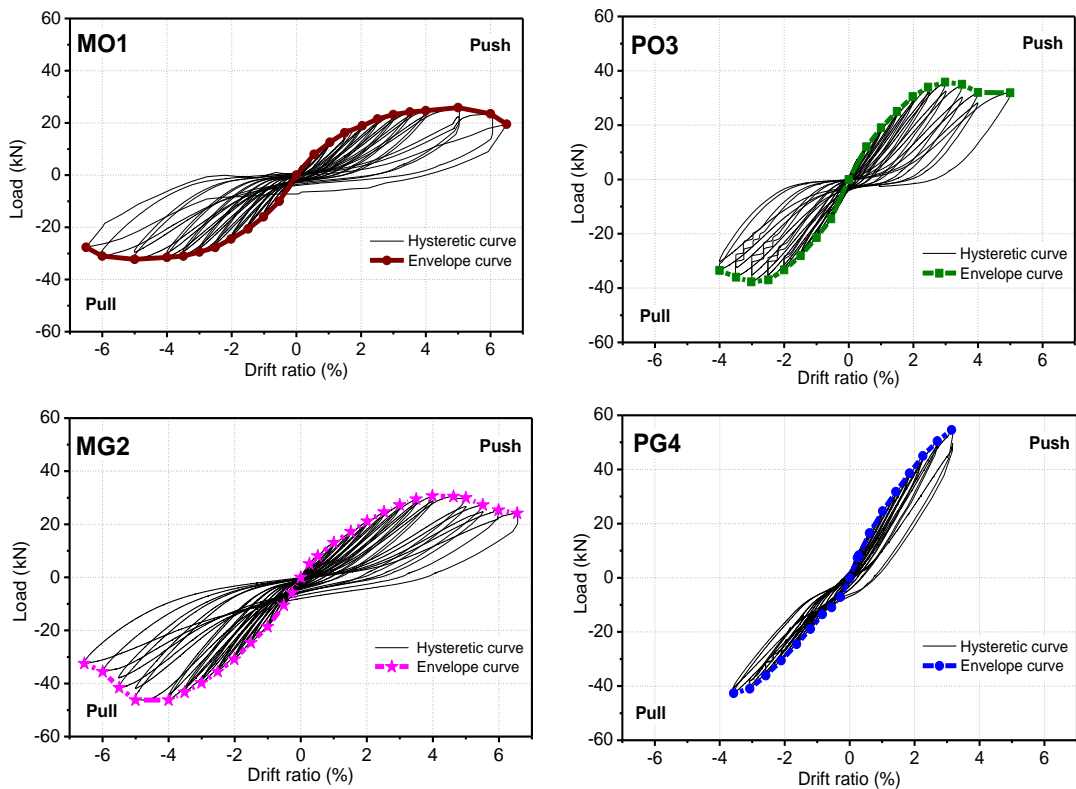 MO1
Push
Pull
Hysteretic curve
Envelope curve
Load (kN)
60
40
20
0
-20
-40
-60
-6 -4 -2 0 2 4 6
Drift ratio (%)
PO3
Push
Pull
Hysteretic curve
Envelope curve
Load (kN)
60
40
20
0
-20
-40
-60
-6 -4 -2 0 2 4 6
Drift ratio (%)
MG2
Push
Pull
Hysteretic curve
Envelope curve
Load (kN)
60
40
20
0
-20
-40
-60
-6 -4 -2 0 2 4 6
Drift ratio (%)
PG4
Push
Pull
Hysteretic curve
Envelope curve
Load (kN)
60
40
20
0
-20
-40
-60
-6 -4 -2 0 2 4 6
Drift ratio (%)